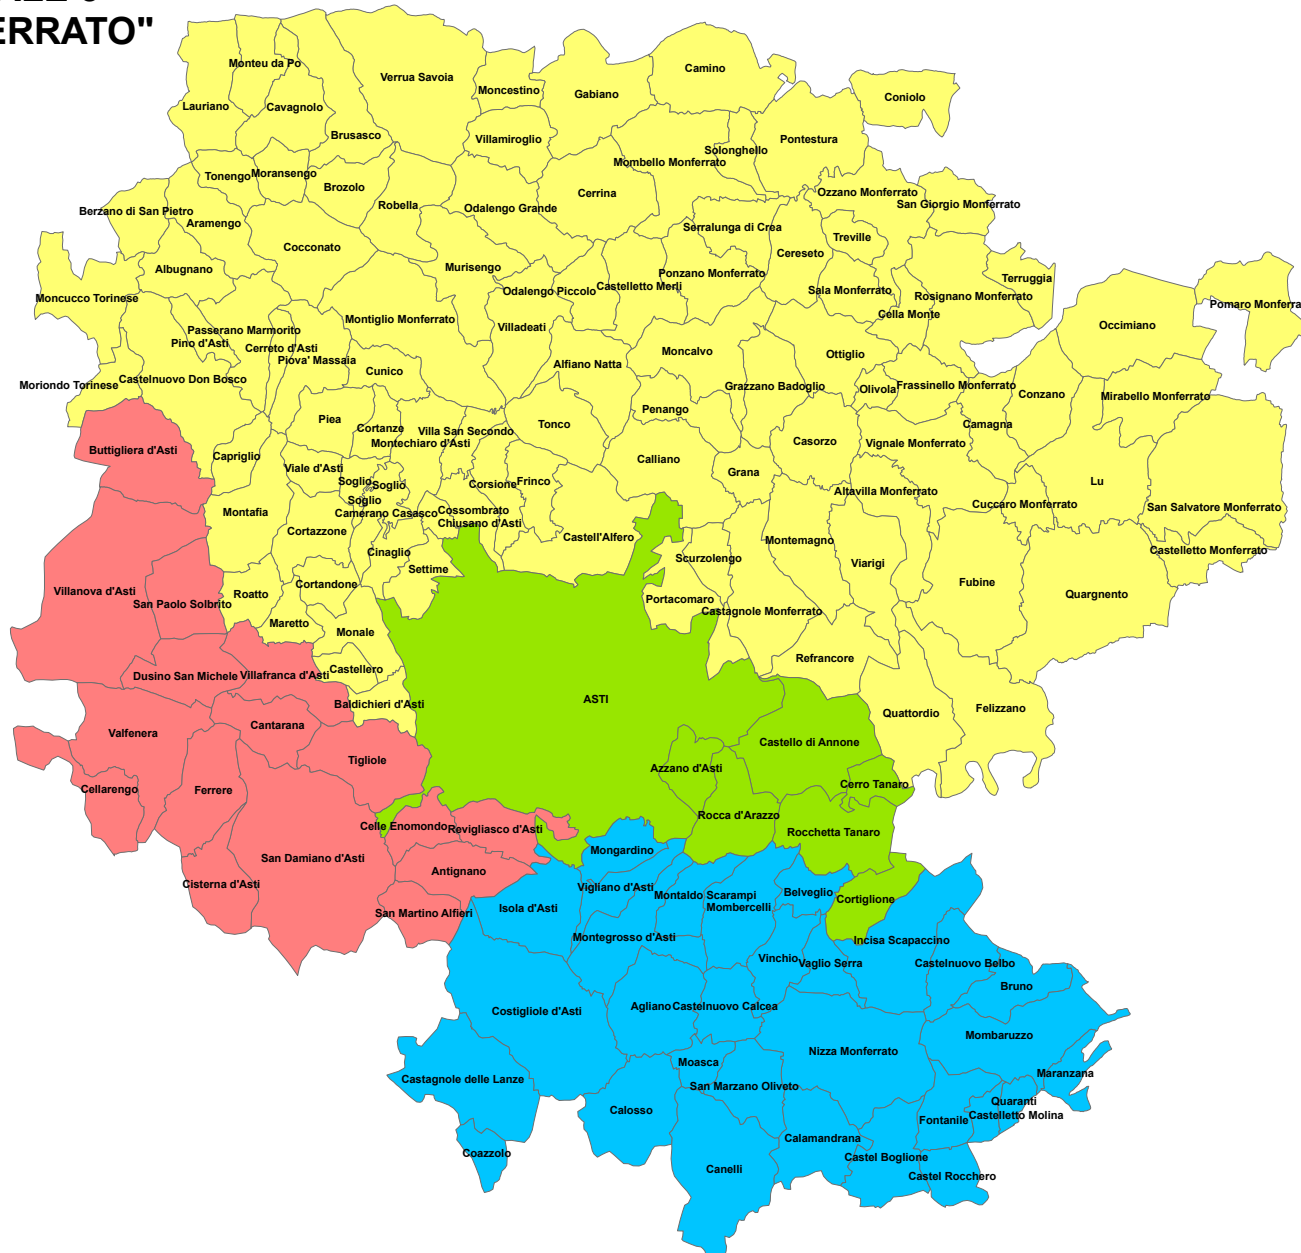 ERRATO"
Camino
Verrua Savoia
Monteu da Po
Moncestino
Gabiano
Coniolo
Lauriano
Cavagnolo
Brusasco
Villamiroglio
Pontestura
Solonghello
Mombello Monferrato
Tonengo
Moransengo
Brozolo
Cerrina
Ozzano Monferrato
Robella
Odalengo Grande
San Giorgio Monferrato
Berzano di San Pietro
Aramengo
Serralunga di Crea
Treville
Cocconato
Cereseto
Albugnano
Murisengo
Ponzano Monferrato
Terruggia
Moncucco Torinese
Odalengo Piccolo
Castelletto Merli
Sala Monferrato
Rosignano Monferrato
Pomaro Monferra
Montiglio Monferrato
Cella Monte
Occimiano
Passerano Marmorito
Villadeati
Pino d'Asti
Cerreto d'Asti
Moncalvo
Ottiglio
Piova' Massaia
Alfiano Natta
Cunico
Moriondo Torinese
Castelnuovo Don Bosco
Grazzano Badoglio
Olivola
Frassinello Monferrato
Conzano
Mirabello Monferrato
Penango
Piea
Tonco
Camagna
Cortanze
Villa San Secondo
Montechiaro d'Asti
Casorzo
Vignale Monferrato
Buttigliera d'Asti
Capriglio
Calliano
Viale d'Asti
Grana
Soglio
Soglio
Corsione
Frinco
Lu
Altavilla Monferrato
Soglio
Cuccaro Monferrato
San Salvatore Monferrato
Montafia
Camerano Casasco
Cossombrato
Chiusano d'Asti
Cortazzone
Castell'Alfero
Montemagno
Cinaglio
Castelletto Monferrato
Scurzolengo
Settime
Viarigi
Fubine
Cortandone
Villanova d'Asti
Roatto
Quargnento
San Paolo Solbrito
Portacomaro
Castagnole Monferrato
Maretto
Monale
Refrancore
Castellero
Dusino San Michele
Villafranca d'Asti
ASTI
Baldichieri d'Asti
Felizzano
Quattordio
Cantarana
Valfenera
Castello di Annone
Tigliole
Azzano d'Asti
Cerro Tanaro
Cellarengo
Ferrere
Rocca d'Arazzo
Celle Enomondo
Revigliasco d'Asti
Rocchetta Tanaro
Mongardino
San Damiano d'Asti
Antignano
Cisterna d'Asti
Vigliano d'Asti
Montaldo
Scarampi
Belveglio
Cortiglione
Isola d'Asti
Mombercelli
San Martino Alfieri
Montegrosso d'Asti
Incisa Scapaccino
Vinchio
Vaglio Serra
Castelnuovo Belbo
Bruno
Costigliole d'Asti
Agliano
Castelnuovo Calcea
Mombaruzzo
Nizza Monferrato
Moasca
Maranzana
Castagnole delle Lanze
San Marzano Oliveto
Quaranti
Calosso
Castelletto Molina
Fontanile
Calamandrana
Coazzolo
Castel Boglione
Canelli
Castel Rocchero